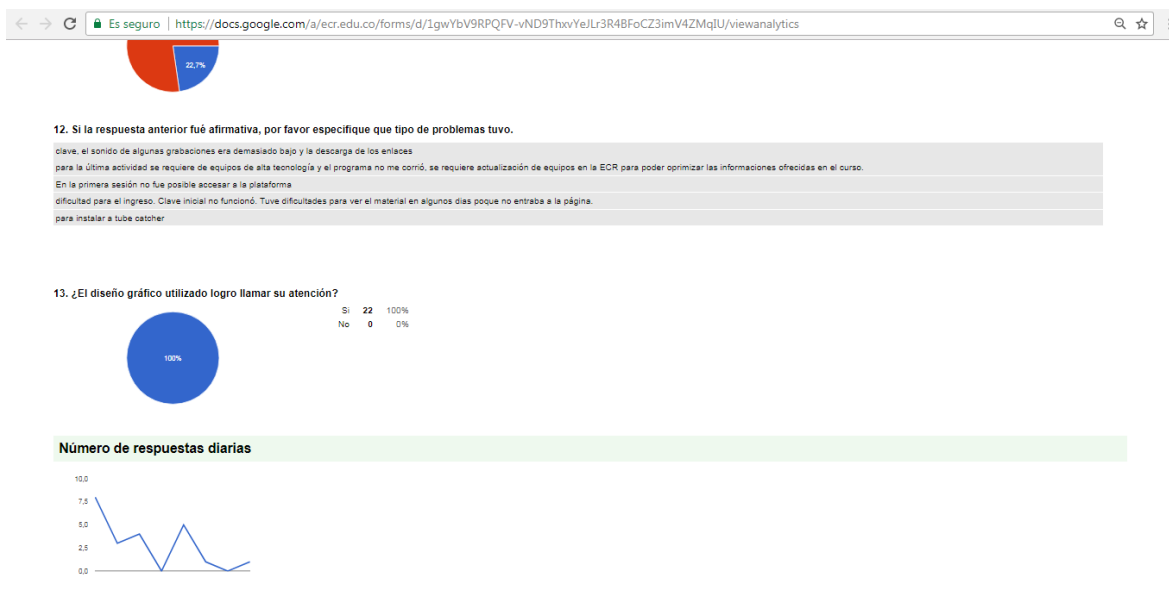 Es seguro | https://docs.google.com/a/ecr.edu.co/forms/d/1gwYbV9RPQFV-vND9ThxvYeJLr3R4BFoCZ3imV4ZMqIU/viewanalytics
22,7%
12. Si la respuesta anterior fué afirmativa, por favor especifique que tipo de problemas tuvo.
clave, el sonido de algunas grabaciones era demasiado bajo y la descarga de los enlaces
para la última actividad se requiere de equipos de alta tecnología y el programa no me corrió, se requiere actualización de equipos en la ECR para poder oprimizar las informaciones ofrecidas en el curso.
En la primera sesión no fue posible accesar a la plataforma
dificultad para el ingreso. Clave inicial no funcionó. Tuve dificultades para ver el material en algunos dias poque no entraba a la página.
para instalar a tube catcher
13. ¿El diseño gráfico utilizado logro llamar su atención?
Si 22 100%
No 0 0%
100%
Número de respuestas diarias
10,0
7,5
5,0
2,5
0,0